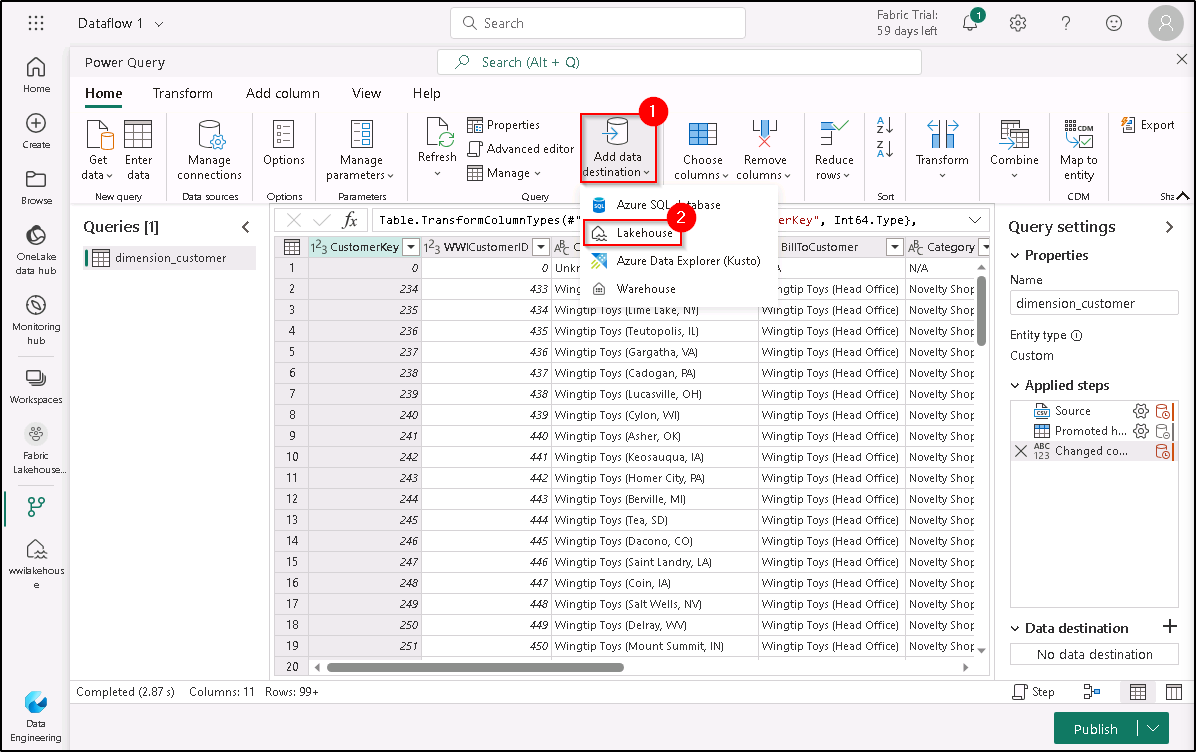 Dataflow 1
Search
Fabric Trial:
59 days left
1
Power Query
Search (Alt + Q)
Home
Transform
Add column
View
Help
Get
data
Enter
data
New query
Manage
connections
Data sources
Options
Options
Manage
parameters
Parameters
Refresh
Properties
Advanced editor
Manage
Query
Add data
destination
1
Choose
columns
Remove
columns
Reduce
rows
A
Z
Z
A
Sort
Transform
Combine
CDM
Map to
entity
CDM
Export
Sha
Azure SQL database
2
Lakehouse
Azure Data Explorer (Kusto)
Warehouse
Home
Create
Browse
OneLake
data hub
Monitoring
hub
Workspaces
Fabric
Lakehouse...
wwilakehous
e
Data
Engineering
Queries [1]
dimension_customer
fx
Table.TransformColumnTypes(#"
erKey", Int64.Type},
123 CustomerKey
123 WWICustomerID
ABC C
BillToCustomer
ABC Category
1 0 0 Unkn A N/A
2 234 433 Wing Wingtip Toys (Head Office) Novelty Shop
3 235 434 Wingtip Toys (Lime Lake, NY) Wingtip Toys (Head Office) Novelty Shop
4 236 435 Wingtip Toys (Teutopolis, IL) Wingtip Toys (Head Office) Novelty Shop
5 237 436 Wingtip Toys (Gargatha, VA) Wingtip Toys (Head Office) Novelty Shop
6 238 437 Wingtip Toys (Cadogan, PA) Wingtip Toys (Head Office) Novelty Shop
7 239 438 Wingtip Toys (Lucasville, OH) Wingtip Toys (Head Office) Novelty Shop
8 240 439 Wingtip Toys (Cylon, WI) Wingtip Toys (Head Office) Novelty Shop
9 241 440 Wingtip Toys (Asher, OK) Wingtip Toys (Head Office) Novelty Shop
10 242 441 Wingtip Toys (Keosauqua, IA) Wingtip Toys (Head Office) Novelty Shop
11 243 442 Wingtip Toys (Homer City, PA) Wingtip Toys (Head Office) Novelty Shop
12 244 443 Wingtip Toys (Berville, MI) Wingtip Toys (Head Office) Novelty Shop
13 245 444 Wingtip Toys (Tea, SD) Wingtip Toys (Head Office) Novelty Shop
14 246 445 Wingtip Toys (Dacono, CO) Wingtip Toys (Head Office) Novelty Shop
15 247 446 Wingtip Toys (Saint Landry, LA) Wingtip Toys (Head Office) Novelty Shop
16 248 447 Wingtip Toys (Coin, IA) Wingtip Toys (Head Office) Novelty Shop
17 249 448 Wingtip Toys (Salt Wells, NV) Wingtip Toys (Head Office) Novelty Shop
18 250 449 Wingtip Toys (Delray, WV) Wingtip Toys (Head Office) Novelty Shop
19 251 450 Wingtip Toys (Mount Summit, IN) Wingtip Toys (Head Office) Novelty Shop
20
Query settings
Properties
Name
dimension_customer
Entity type
Custom
Applied steps
Source
Promoted h...
ABC
123
Changed co...
Data destination
No data destination
Completed (2.87 s)
Columns: 11
Rows: 99+
Step
Publish